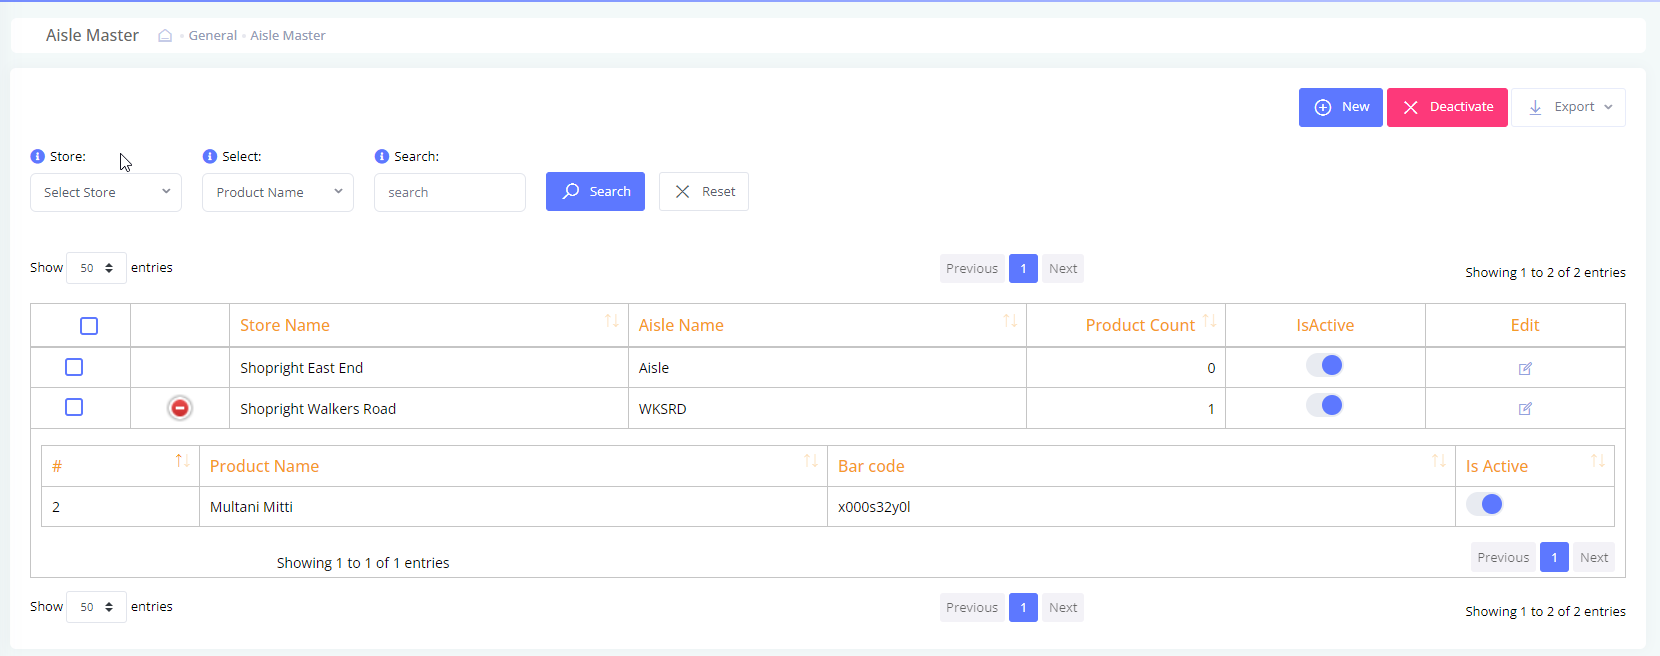 Aisle Master General Aisle Master
New Deactivate Export
Store: Select: Search:
Select Store Product Name search Search Reset
Show 50 entries Previous 1 Next Showing 1 to 2 of 2 entries
Store Name Aisle Name Product Count IsActive Edit
Shopright East End Aisle 0
Shopright Walkers Road WKSRD 1
# Product Name Bar code Is Active
2 Multani Mitti x000s32y0l
Showing 1 to 1 of 1 entries Previous 1 Next
Show 50 entries Previous 1 Next Showing 1 to 2 of 2 entries